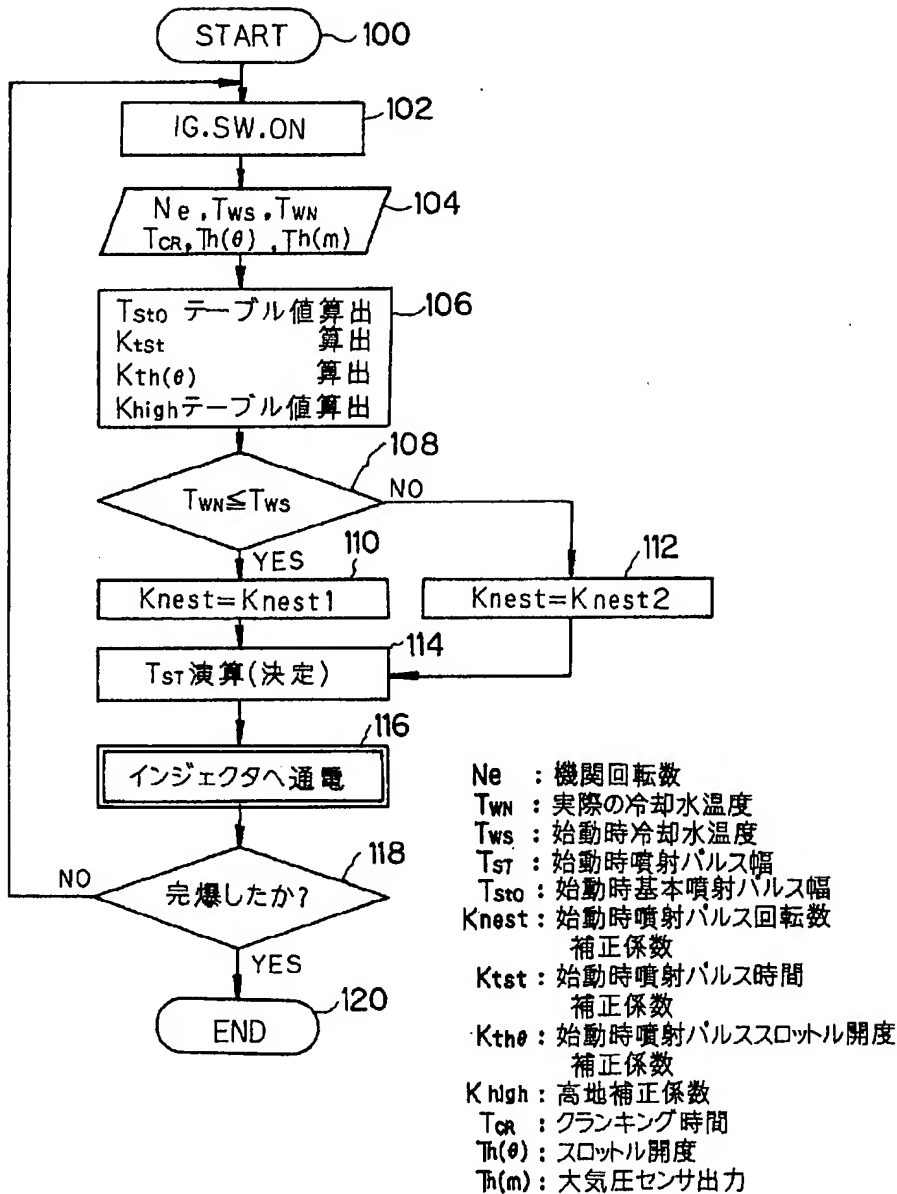 START
100
IG.SW.ON
102
Ne,Tws,TWN
TCR,Th(θ),Th(m)
104
Tsto テーブル値算出
Ktst 算出
Kth(θ) 算出
Khighテーブル値算出
106
TWN≦TWS
108
NO
YES
110
Knest=Knest1
112
Knest=Knest2
114
TST演算(決定)
116
インジェクタへ通電
118
完爆したか?
NO
YES
120
END
Ne : 機関回転数
TWN : 実際の冷却水温度
Tws : 始動時冷却水温度
TST : 始動時噴射パルス幅
Tsto : 始動時基本噴射パルス幅
Knest : 始動時噴射パルス回転数
補正係数
Ktst : 始動時噴射パルス時間
補正係数
Kthθ : 始動時噴射パルススロットル開度
補正係数
Khigh : 高地補正係数
TCR : クランキング時間
Th(θ) : スロットル開度
Th(m) : 大気圧センサ出力